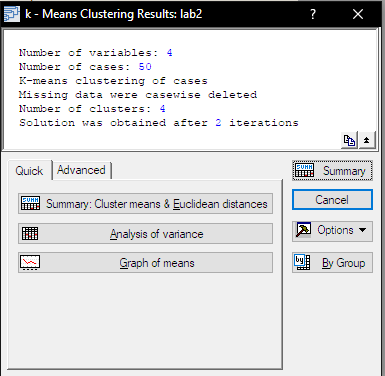 k - Means Clustering Results: lab2
?
Number of variables: 4
Number of cases: 50
K-means clustering of cases
Missing data were casewise deleted
Number of clusters: 4
Solution was obtained after 2 iterations
Quick
Advanced
Summary
Summary: Cluster means & Euclidean distances
Cancel
Analysis of variance
Options
Graph of means
By Group